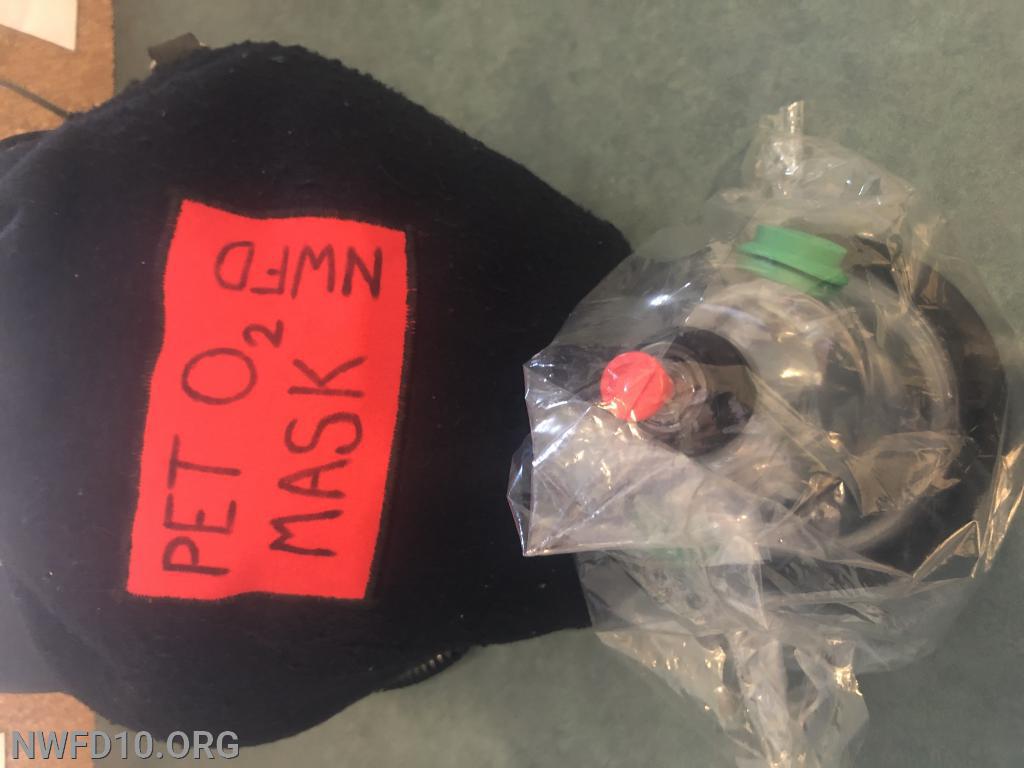 PET O₂
MASK
NWFD
NWFD10.ORG